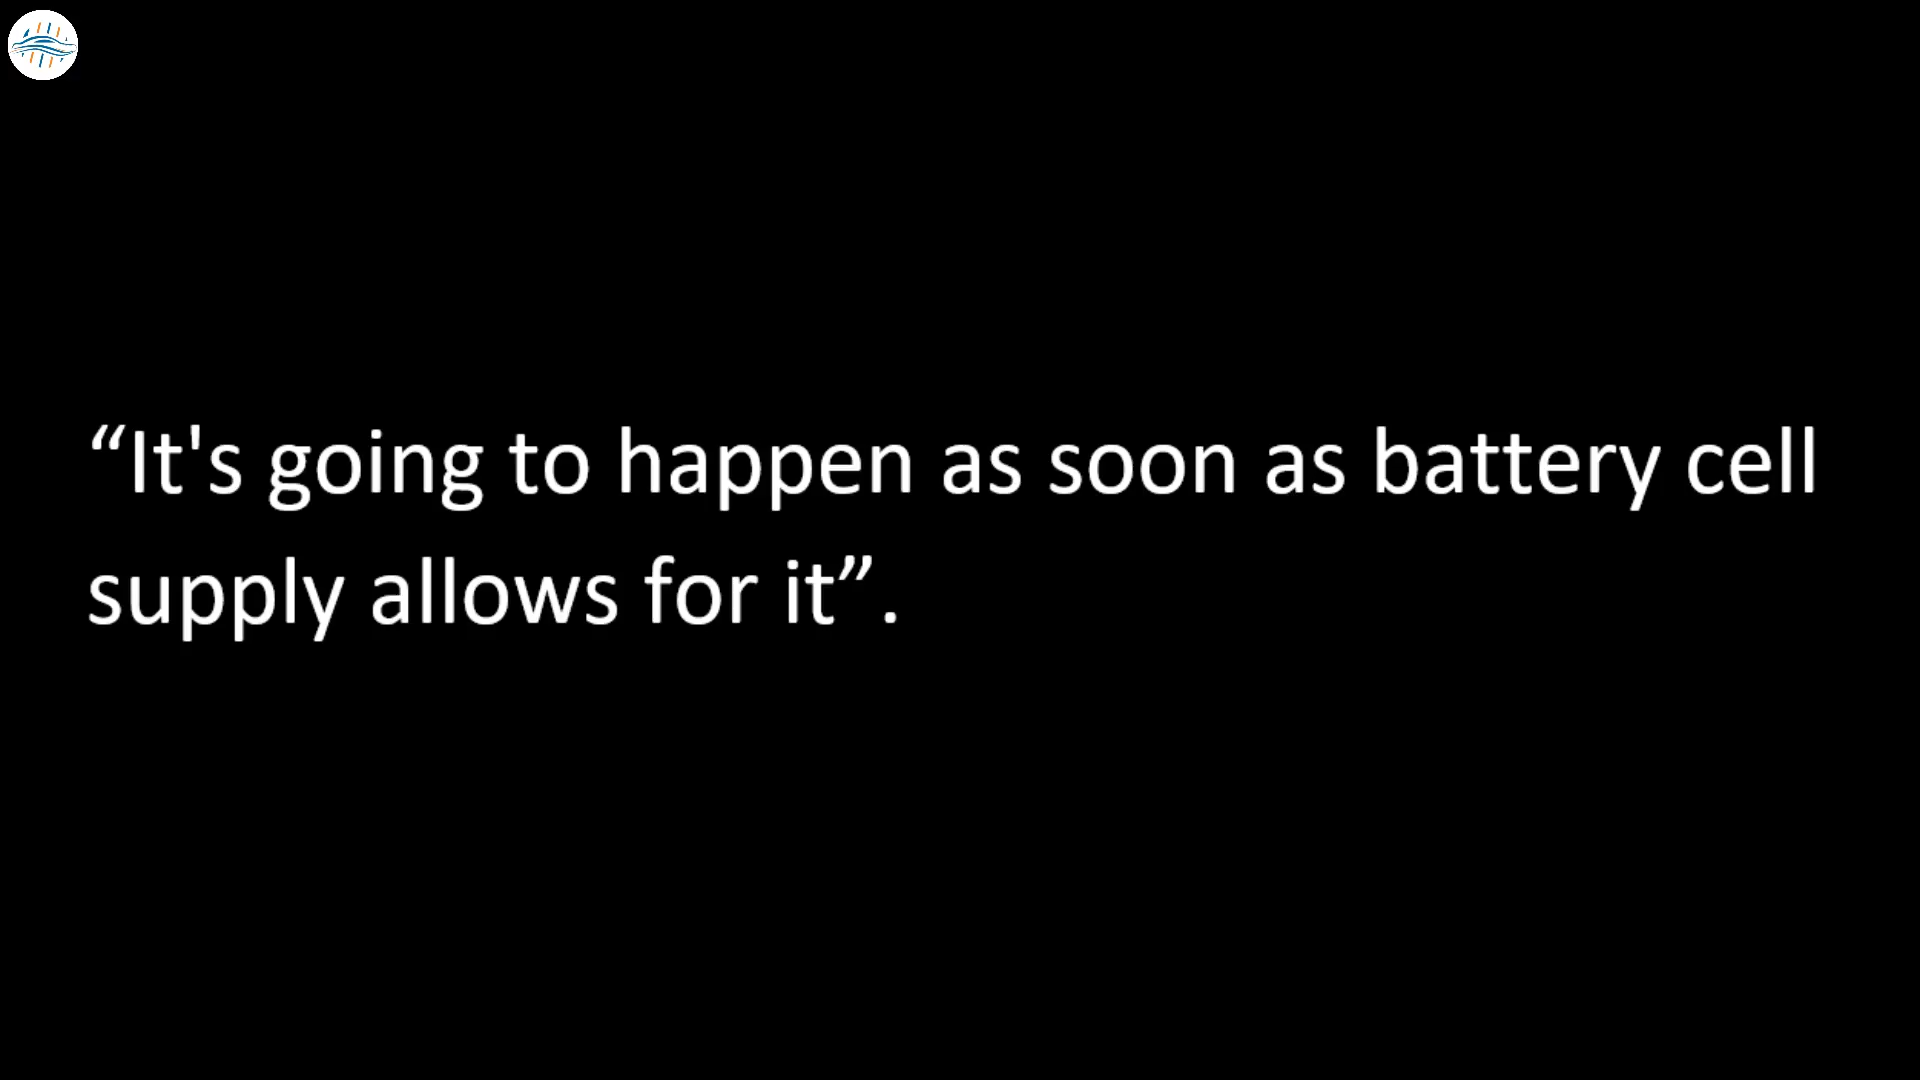 “It's going to happen as soon as battery cell
supply allows for it”.